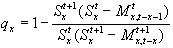 q_x = 1 - \frac{S_x^{t+1}(S_x^t - M_{x,t-x-1}^t)}{S_x^t(S_x^{t+1} - M_{x,t-x}^{t+1})}